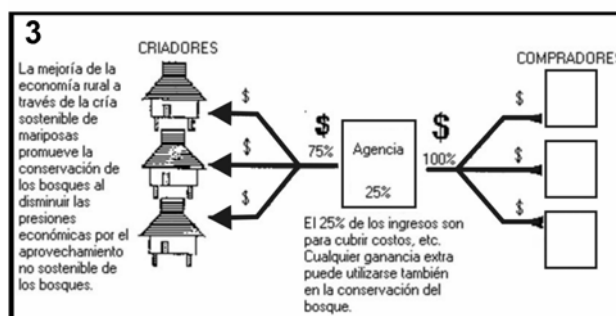 3
CRIADORES
La mejoría de la
economía rural a
través de la cría
sostenible de
mariposas
promueve la
conservación de
los bosques al
disminuir las
presiones
económicas por el
aprovechamiento
no sostenible de
los bosques.
$
$
$
$
75%
Agencia
25%
$
100%
El 25% de los ingresos son
para cubrir costos, etc.
Cualquier ganancia extra
puede utilizarse también
en la conservación del
bosque.
COMPRADORES
$
$
$